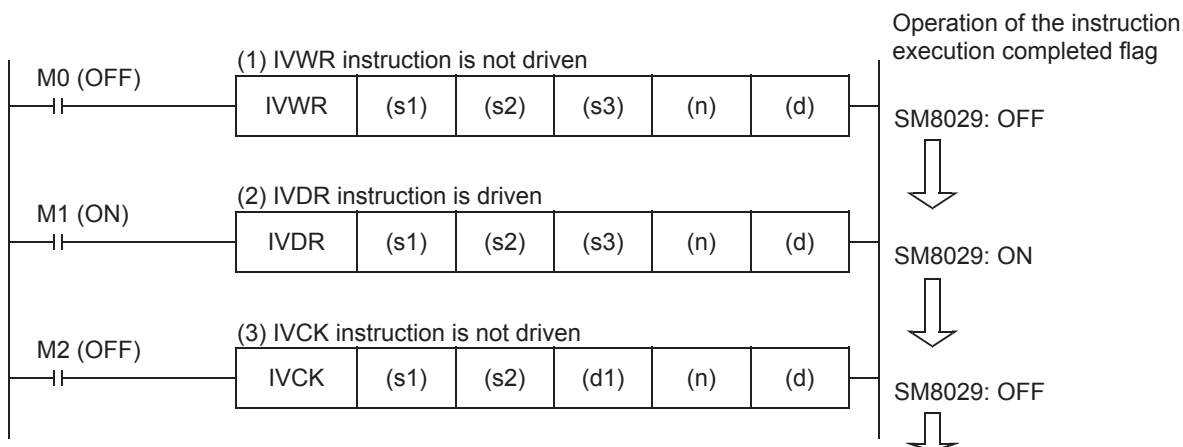 Operation of the instruction
execution completed flag
(1) IVWR instruction is not driven
M0 (OFF)
IVWR (s1) (s2) (s3) (n) (d)
SM8029: OFF
(2) IVDR instruction is driven
M1 (ON)
IVDR (s1) (s2) (s3) (n) (d)
SM8029: ON
(3) IVCK instruction is not driven
M2 (OFF)
IVCK (s1) (s2) (d1) (n) (d)
SM8029: OFF